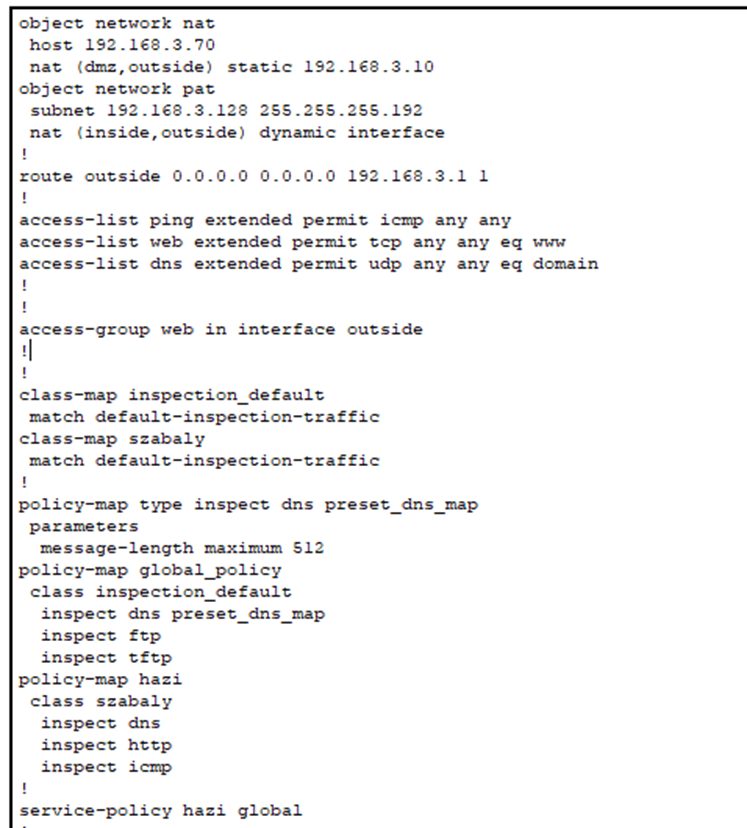 object network nat
 host 192.168.3.70
 nat (dmz,outside) static 192.168.3.10
object network pat
 subnet 192.168.3.128 255.255.255.192
 nat (inside,outside) dynamic interface
!
route outside 0.0.0.0 0.0.0.0 192.168.3.1 1
!
access-list ping extended permit icmp any any
access-list web extended permit tcp any any eq www
access-list dns extended permit udp any any eq domain
!
!
access-group web in interface outside
!
!
class-map inspection_default
 match default-inspection-traffic
class-map szabaly
 match default-inspection-traffic
!
policy-map type inspect dns preset_dns_map
 parameters
  message-length maximum 512
policy-map global_policy
 class inspection_default
  inspect dns preset_dns_map
  inspect ftp
  inspect tftp
policy-map hazi
 class szabaly
  inspect dns
  inspect http
  inspect icmp
!
service-policy hazi global
!